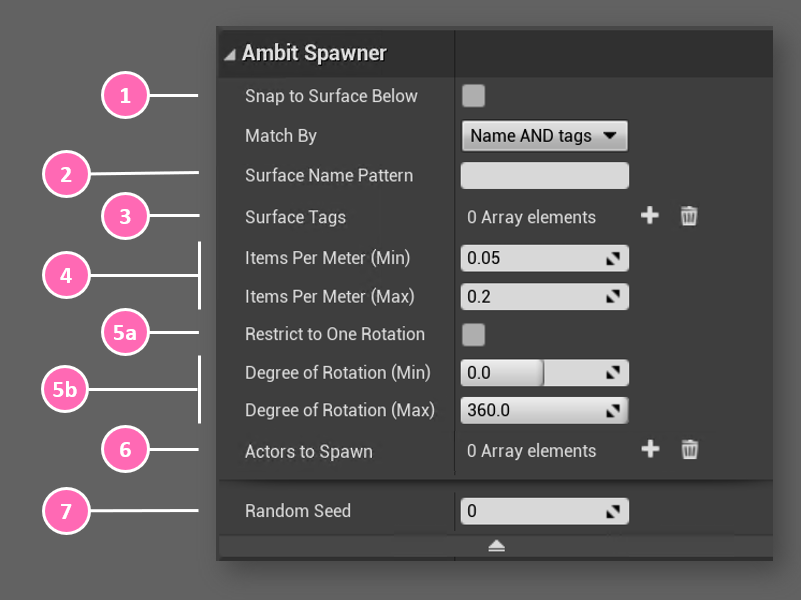 Ambit Spawner
1 Snap to Surface Below
Match By Name AND tags
2 Surface Name Pattern
3 Surface Tags 0 Array elements
4 Items Per Meter (Min) 0.05
Items Per Meter (Max) 0.2
5a Restrict to One Rotation
5b Degree of Rotation (Min) 0.0
Degree of Rotation (Max) 360.0
6 Actors to Spawn 0 Array elements
7 Random Seed 0